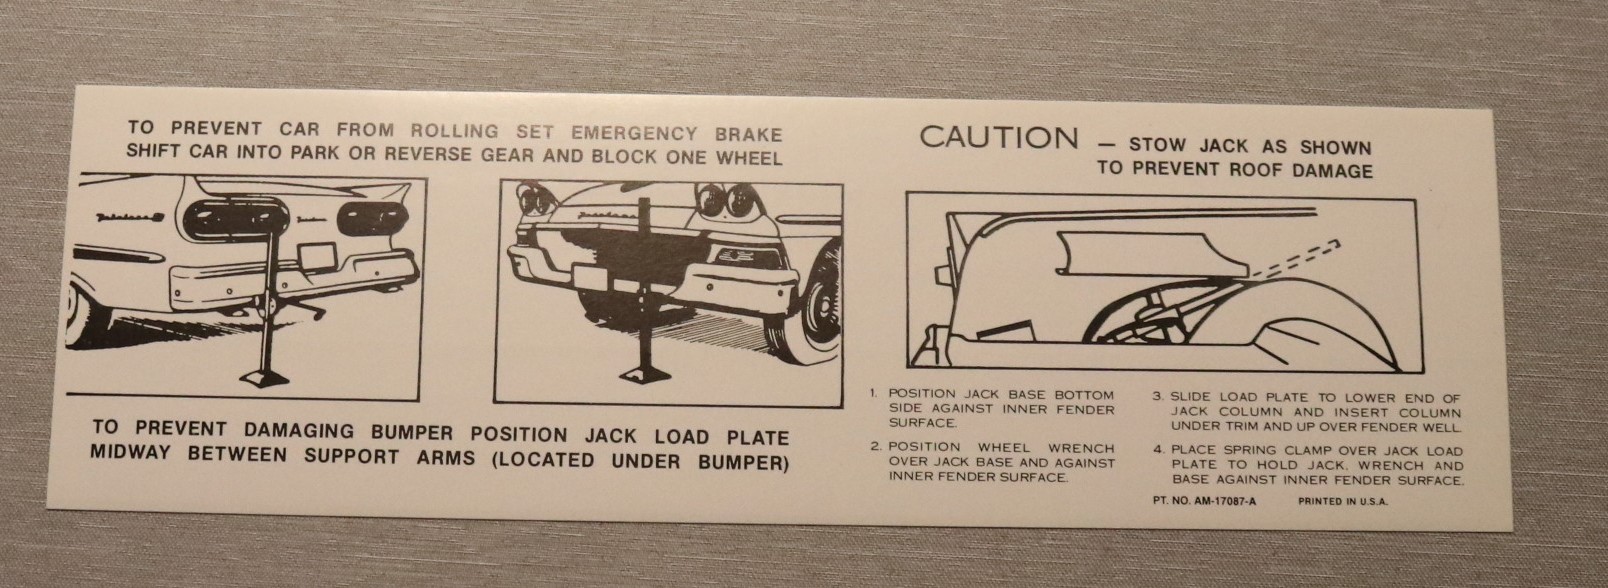 TO PREVENT CAR FROM ROLLING SET EMERGENCY BRAKE
SHIFT CAR INTO PARK OR REVERSE GEAR AND BLOCK ONE WHEEL
TO PREVENT DAMAGING BUMPER POSITION JACK LOAD PLATE
MIDWAY BETWEEN SUPPORT ARMS (LOCATED UNDER BUMPER)
CAUTION — STOW JACK AS SHOWN
TO PREVENT ROOF DAMAGE
1. POSITION JACK BASE BOTTOM
SIDE AGAINST INNER FENDER
SURFACE.
2. POSITION WHEEL WRENCH
OVER JACK BASE AND AGAINST
INNER FENDER SURFACE.
3. SLIDE LOAD PLATE TO LOWER END OF
JACK COLUMN AND INSERT COLUMN
UNDER TRIM AND UP OVER FENDER WELL.
4. PLACE SPRING CLAMP OVER JACK LOAD
PLATE TO HOLD JACK, WRENCH AND
BASE AGAINST INNER FENDER SURFACE.
PT. NO. AM-17087-A PRINTED IN U.S.A.